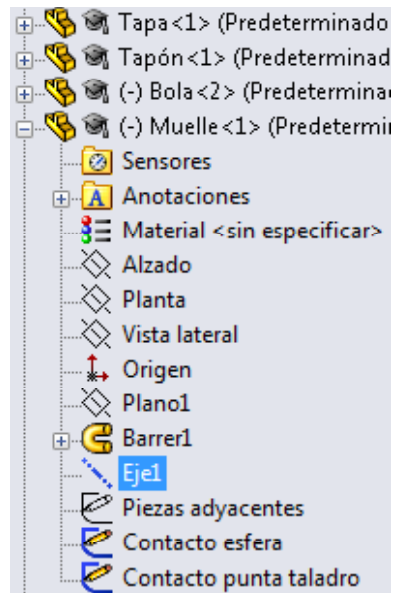 Tapa<1> (Predeterminado
Tapón<1> (Predeterminad
(-) Bola<2> (Predetermina
(-) Muelle<1> (Predetermi
Sensores
A Anotaciones
Material <sin especificar>
Alzado
Planta
Vista lateral
Origen
Plano1
Barrer1
Eje1
Piezas adyacentes
Contacto esfera
Contacto punta taladro